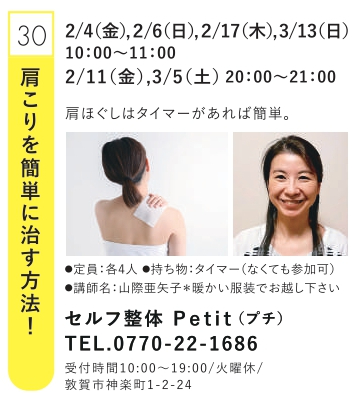 30
肩こりを簡単に治す方法！
2/4（金）,2/6（日）,2/17（木）,3/13（日）
10：00〜11：00
2/11（金）,3/5（土）20：00〜21：00
肩ほぐしはタイマーがあれば簡単。
●定員：各4人 ●持ち物：タイマー（なくても参加可）
●講師名：山際亜矢子＊暖かい服装でお越し下さい
セルフ整体 Petit（プチ）
TEL.0770-22-1686
受付時間10:00〜19:00/火曜休/
敦賀市神楽町1-2-24